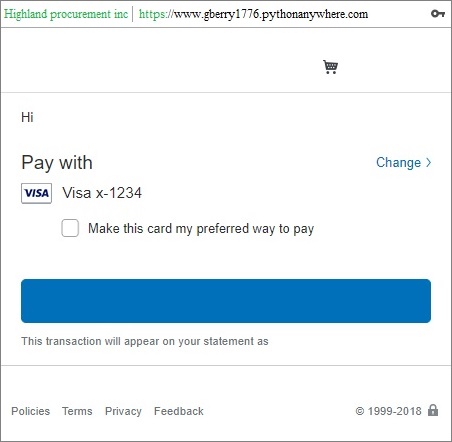 Highland procurement inc https://www.gberry1776.pythonanywhere.com
Hi
Pay with Change
VISA Visa x-1234
Make this card my preferred way to pay
This transaction will appear on your statement as
Policies Terms Privacy Feedback © 1999-2018